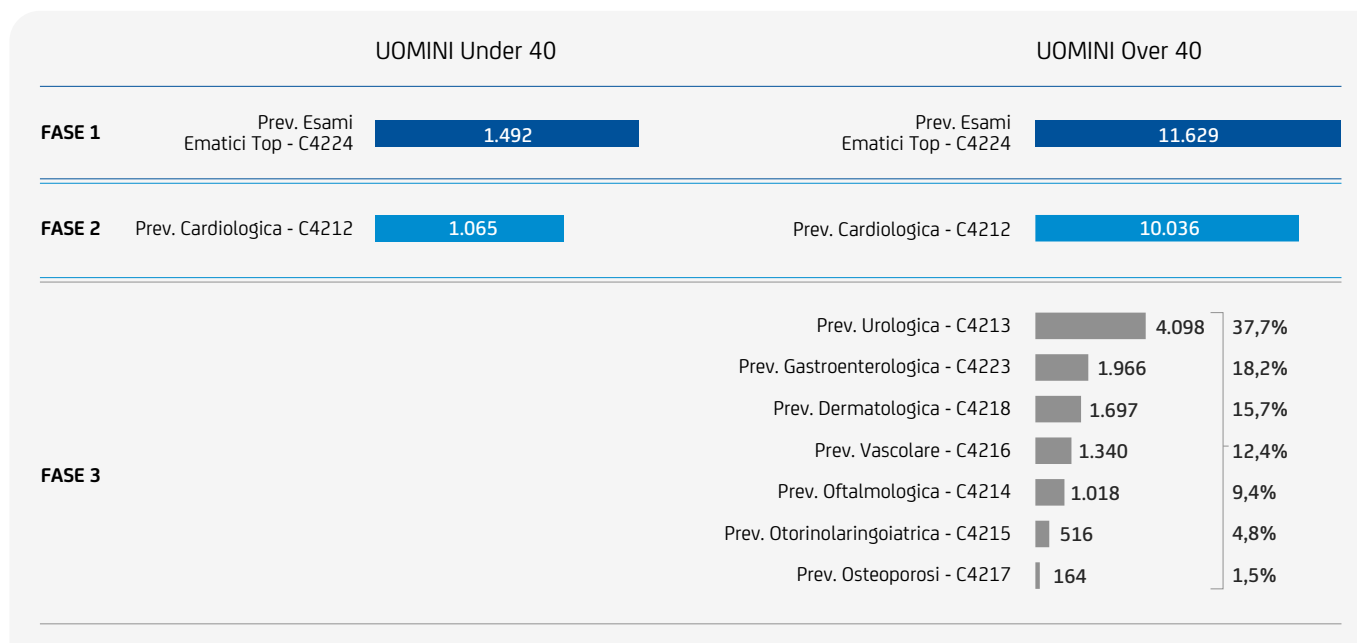 UOMINI Under 40
UOMINI Over 40
FASE 1
Prev. Esami
Ematici Top - C4224
1.492
Prev. Esami
Ematici Top - C4224
11.629
FASE 2
Prev. Cardiologica - C4212
1.065
Prev. Cardiologica - C4212
10.036
FASE 3
Prev. Urologica - C4213 4.098 37,7%
Prev. Gastroenterologica - C4223 1.966 18,2%
Prev. Dermatologica - C4218 1.697 15,7%
Prev. Vascolare - C4216 1.340 12,4%
Prev. Oftalmologica - C4214 1.018 9,4%
Prev. Otorinolaringoiatrica - C4215 516 4,8%
Prev. Osteoporosi - C4217 164 1,5%